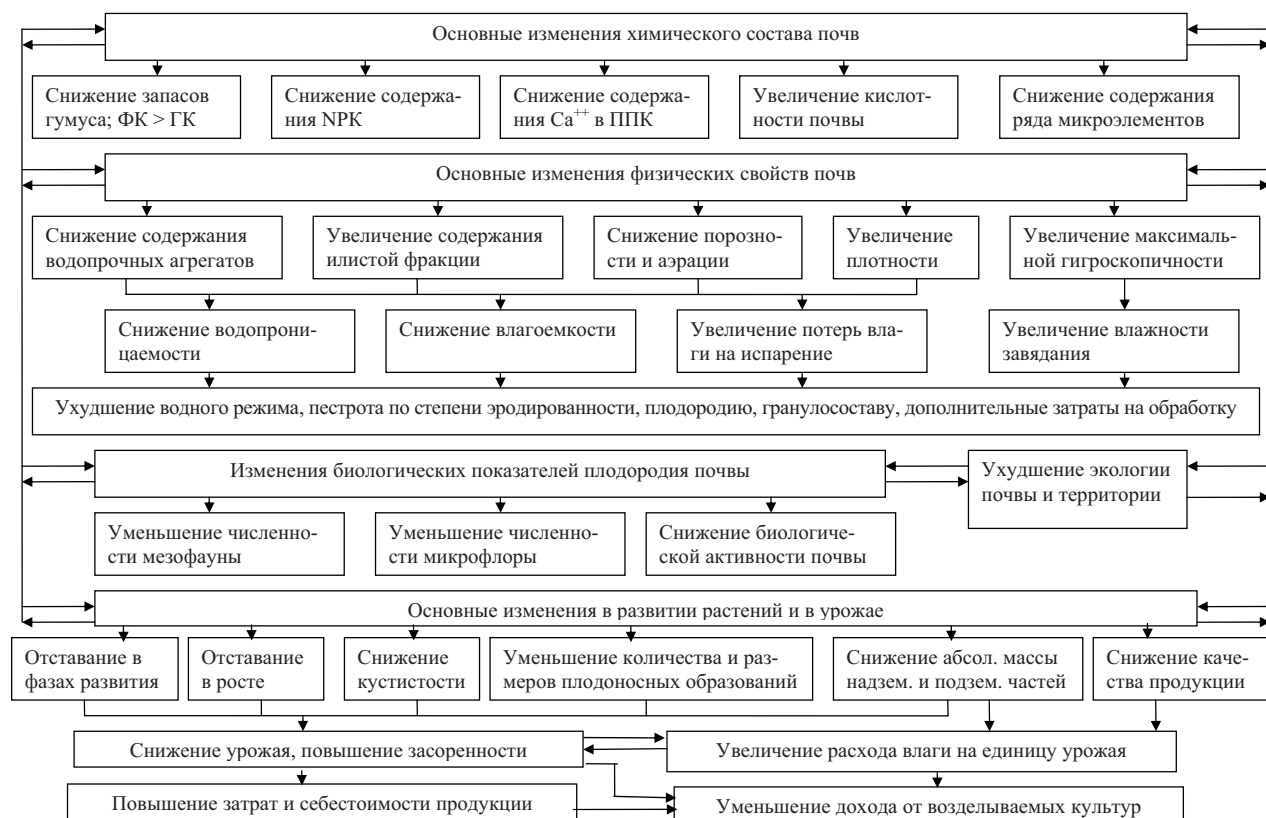 Основные изменения химического состава почв
Снижение запасов
гумуса; ФК > ГК
Снижение содержа-
ния NPК
Снижение содержа-
ния Са⁺⁺ в ППК
Увеличение кислот-
ности почвы
Снижение содержания
ряда микроэлементов
Основные изменения физических свойств почв
Снижение содержания
водопрочных агрегатов
Увеличение содержания
илистой фракции
Снижение порозно-
сти и аэрации
Увеличение
плотности
Увеличение максималь-
ной гигроскопичности
Снижение водопрони-
цаемости
Снижение влагоемкости
Увеличение потерь вла-
ги на испарение
Увеличение влажности
завядания
Ухудшение водного режима, пестрота по степени эродированности, плодородию, гранулосоставу, дополнительные затраты на обработку
Изменения биологических показателей плодородия почвы
Ухудшение экологии
почвы и территории
Уменьшение численно-
сти мезофауны
Уменьшение численно-
сти микрофлоры
Снижение биологиче-
ской активности почвы
Основные изменения в развитии растений и в урожае
Отставание в
фазах развития
Отставание
в росте
Снижение
кустистости
Уменьшение количества и раз-
меров плодоносных образований
Снижение абсол. массы
надзем. и подзем. частей
Снижение каче-
ства продукции
Снижение урожая, повышение засоренности
Увеличение расхода влаги на единицу урожая
Повышение затрат и себестоимости продукции
Уменьшение дохода от возделываемых культур